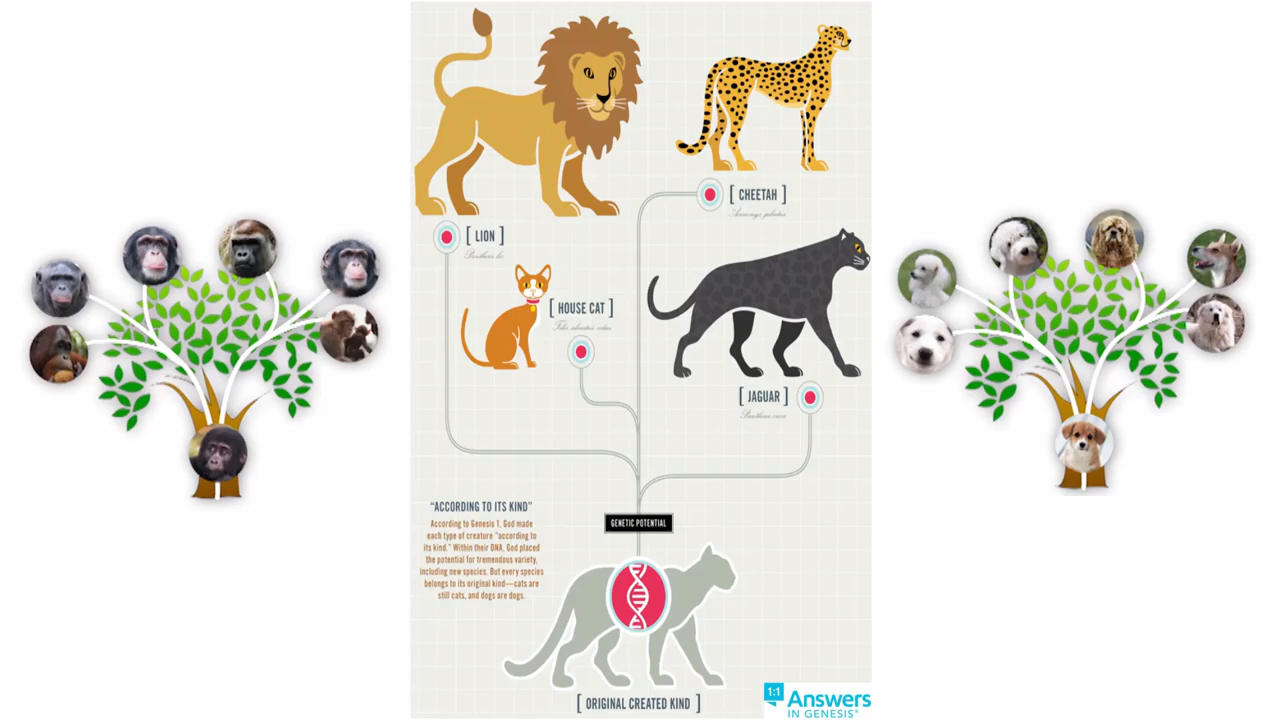 [ CHEETAH ]
[ LION ]
[ HOUSE CAT ]
[ JAGUAR ]
"ACCORDING TO ITS KIND"
According to Genesis 1, God made
each type of creature "according to
its kind." Within their DNA, God placed
the potential for tremendous variety,
including new species. But every species
belongs to its original kind—cats are
still cats, and dogs are dogs.
GENETIC POTENTIAL
[ ORIGINAL CREATED KIND ]
1:1
Answers
IN GENESIS®